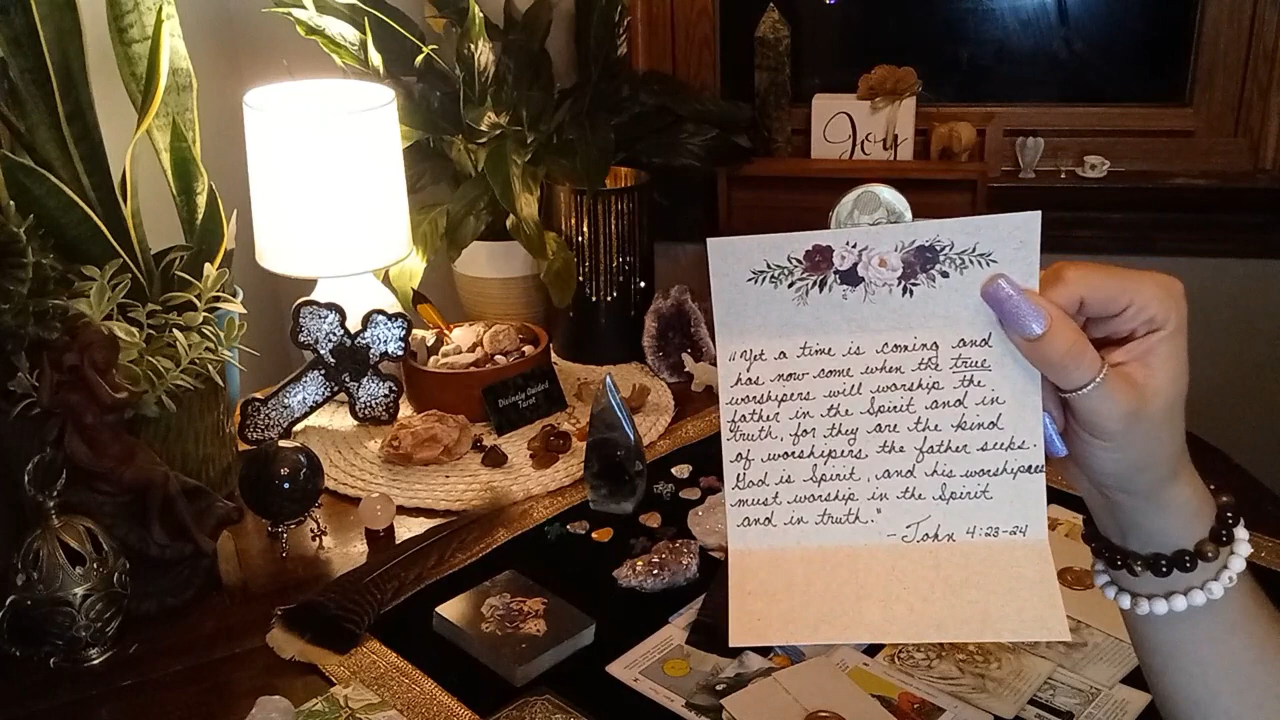 Joy
Divinely Guided
Tarot
"Yet a time is coming and
has now come when the true
worshipers will worship the
father in the Spirit and in
truth, for they are the kind
of worshipers the father seeks.
God is Spirit, and his worshipers
must worship in the Spirit
and in truth."
- John 4:23-24